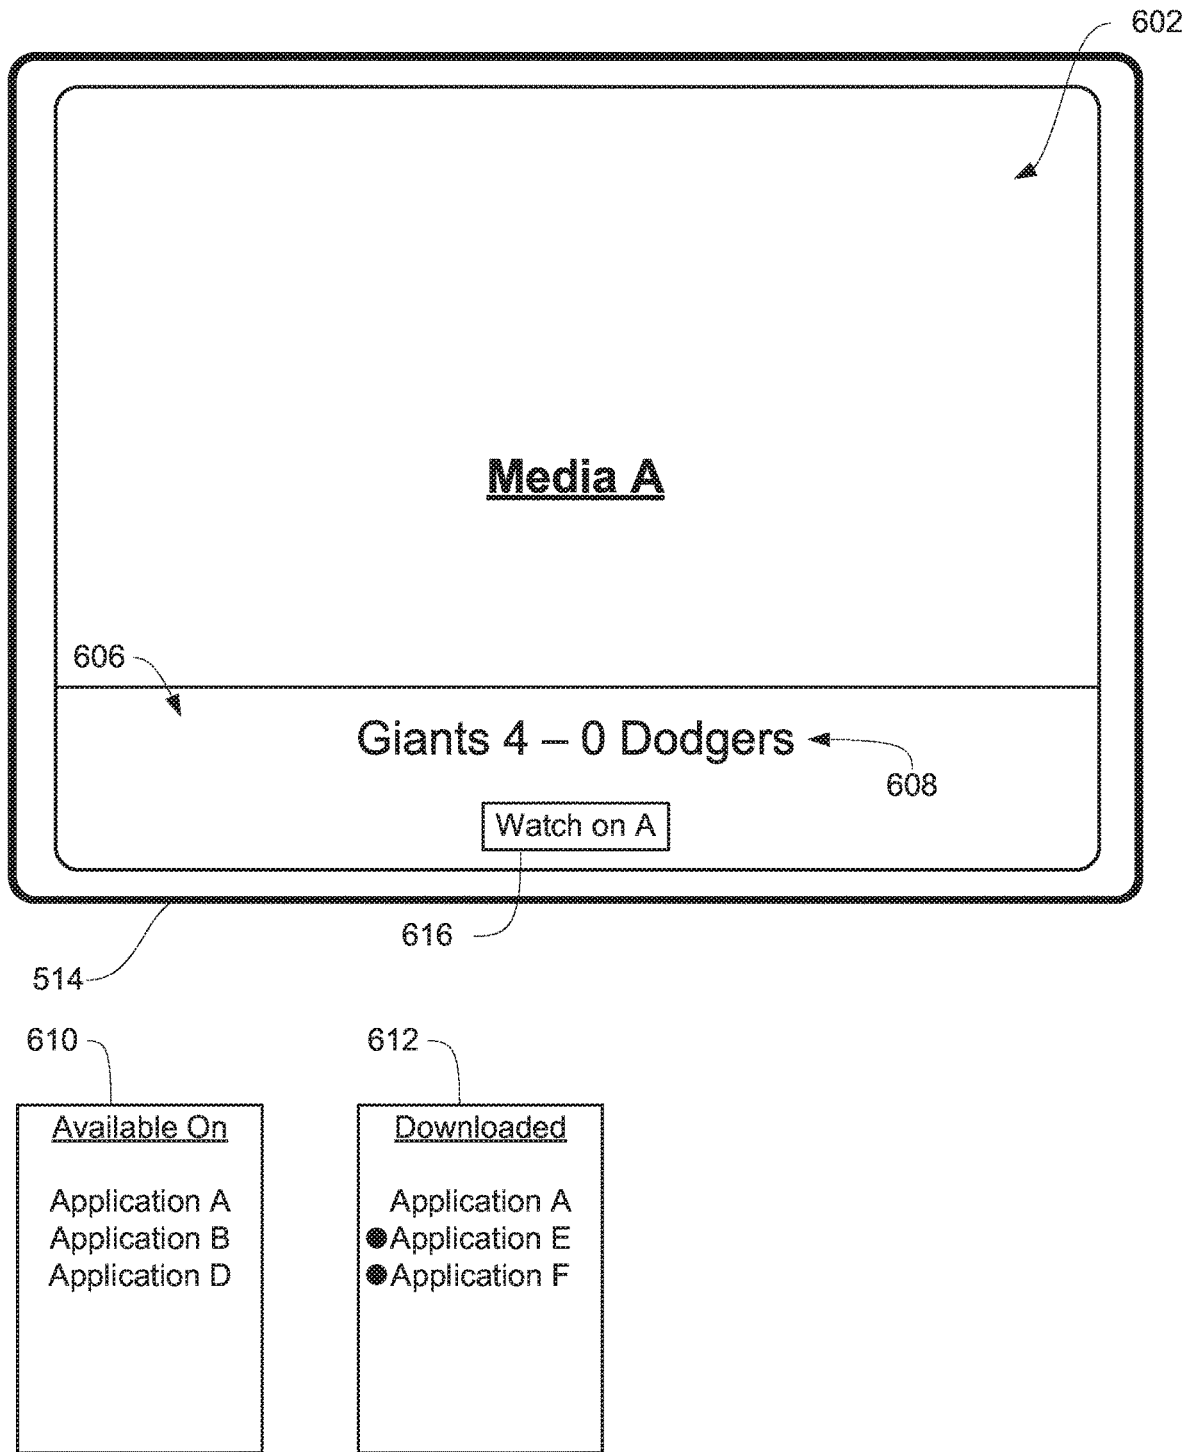 602
Media A
606
Giants 4 – 0 Dodgers
608
Watch on A
616
514
610
Available On
Application A
Application B
Application D
612
Downloaded
Application A
●Application E
●Application F